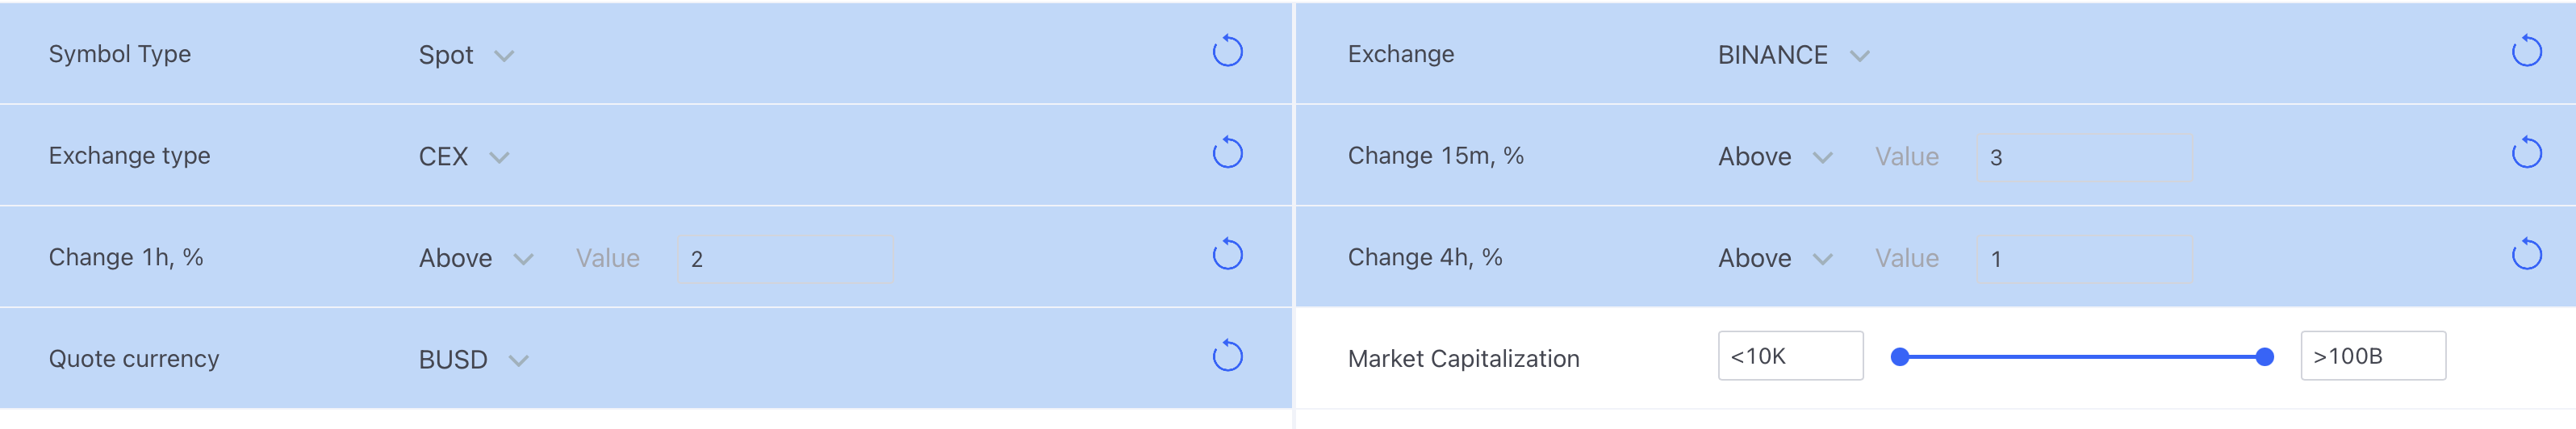 Symbol Type Spot Exchange BINANCE
Exchange type CEX Change 15m, % Above Value 3
Change 1h, % Above Value 2 Change 4h, % Above Value 1
Quote currency BUSD Market Capitalization <10K >100B